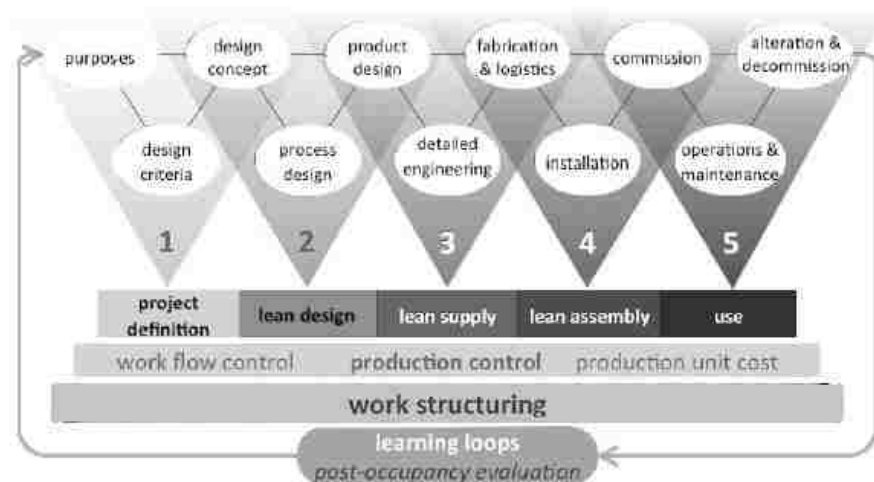 purposes
design
concept
product
design
fabrication
& logistics
commission
alteration &
decommission
design
criteria
process
design
detailed
engineering
installation
operations &
maintenance
1
2
3
4
5
project
definition
lean design
lean supply
lean assembly
use
work flow control
production control
production unit cost
work structuring
learning loops
post-occupancy evaluation